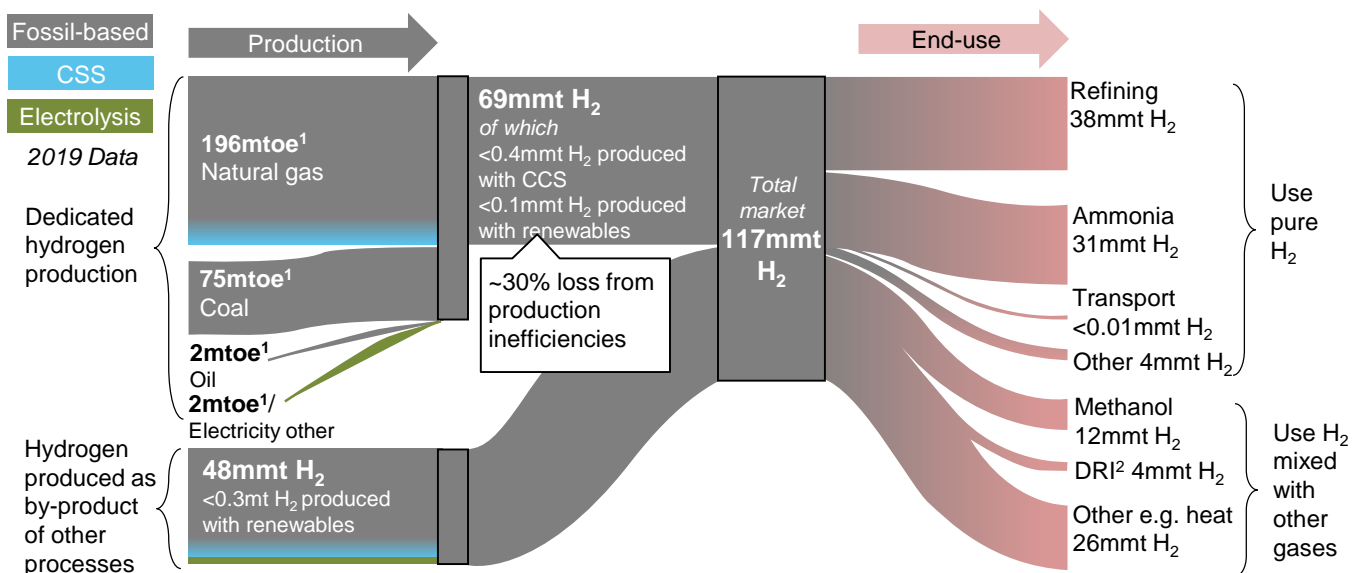 Fossil-based
CSS
Electrolysis
2019 Data
Production
End-use
Dedicated
hydrogen
production
196mtoe¹
Natural gas
75mtoe¹
Coal
2mtoe¹
Oil
2mtoe¹/
Electricity other
69mmt H₂
of which
<0.4mmt H₂ produced
with CCS
<0.1mmt H₂ produced
with renewables
~30% loss from
production
inefficiencies
Hydrogen
produced as
by-product
of other
processes
48mmt H₂
<0.3mt H₂ produced
with renewables
Total
market
117mmt
H₂
Refining
38mmt H₂
Ammonia
31mmt H₂
Transport
<0.01mmt H₂
Other 4mmt H₂
Use
pure
H₂
Methanol
12mmt H₂
DRI² 4mmt H₂
Other e.g. heat
26mmt H₂
Use H₂
mixed
with
other
gases